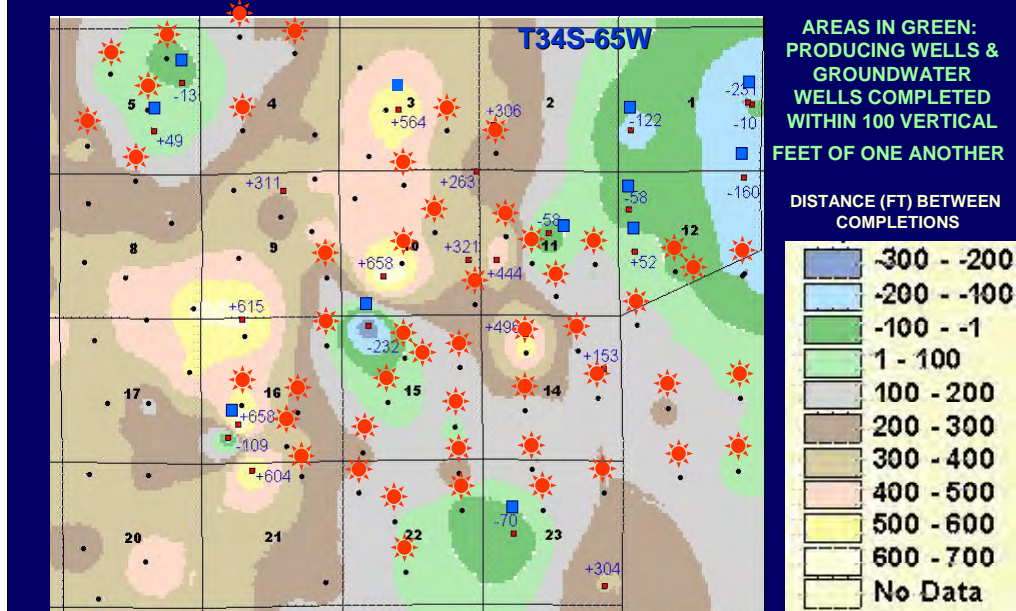 T34S-65W
5
4
3
2
1
-13
+49
+564
+306
-122
-231
-10
+311
+263
-58
-160
8
9
10
11
12
-58
+321
+52
+658
+444
+615
-232
+496
+153
17
16
15
14
+658
-109
+604
-70
20
21
22
23
+304
AREAS IN GREEN:
PRODUCING WELLS &
GROUNDWATER
WELLS COMPLETED
WITHIN 100 VERTICAL
FEET OF ONE ANOTHER
DISTANCE (FT) BETWEEN
COMPLETIONS
-300 - -200
-200 - -100
-100 - -1
1 - 100
100 - 200
200 - 300
300 - 400
400 - 500
500 - 600
600 - 700
No Data